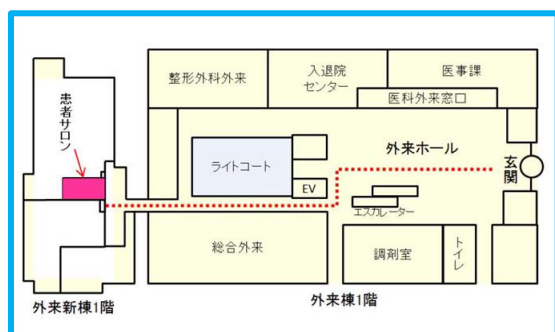 患者サロン
整形外科外来
入退院
センター
医事課
医科外来窓口
ライトコート
EV
外来ホール
玄関
エスカレーター
総合外来
調剤室
トイレ
外来新棟1階
外来棟1階